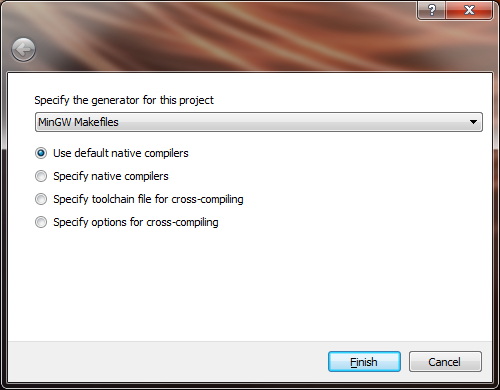 Specify the generator for this project
MinGW Makefiles
Use default native compilers
Specify native compilers
Specify toolchain file for cross-compiling
Specify options for cross-compiling
Finish
Cancel